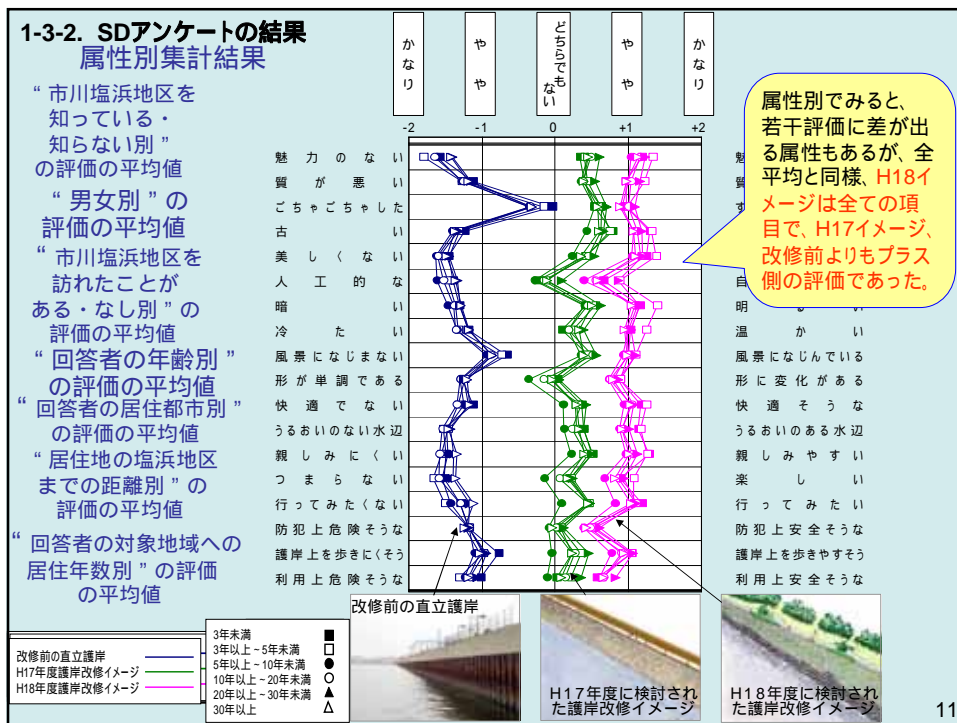 1-3-2. SDアンケートの結果
属性別集計結果
“市川塩浜地区を
知っている・
知らない別”
の評価の平均値
“男女別”の
評価の平均値
“市川塩浜地区を
訪れたことが
ある・なし別”の
評価の平均値
“回答者の年齢別”
の評価の平均値
“回答者の居住都市別”
の評価の平均値
“居住地の塩浜地区
までの距離別”の
評価の平均値
“回答者の対象地域への
居住年数別”の評価
の平均値
かなり
やや
どちらでも
ない
やや
かなり
-2 -1 0 +1 +2
魅力のない 魅
質が悪い 質
ごちゃごちゃした す
古い
美しくない
人工的な 自
暗い 明るい
冷たい 温かい
風景になじまない 風景になじんでいる
形が単調である 形に変化がある
快適でない 快適そうな
うるおいのない水辺 うるおいのある水辺
親しみにくい 親しみやすい
つまらない 楽しい
行ってみたくない 行ってみたい
防犯上危険そうな 防犯上安全そうな
護岸上を歩きにくそう 護岸上を歩きやすそう
利用上危険そうな 利用上安全そうな
属性別でみると、
若干評価に差が出
る属性もあるが、全
平均と同様、H18イ
メージは全ての項
目で、H17イメージ、
改修前よりもプラス
側の評価であった。
改修前の直立護岸
H17年度に検討され
た護岸改修イメージ
H18年度に検討され
た護岸改修イメージ
改修前の直立護岸
H17年度護岸改修イメージ
H18年度護岸改修イメージ
3年未満 ■
3年以上~5年未満 □
5年以上~10年未満 ●
10年以上~20年未満 ○
20年以上~30年未満 ▲
30年以上 △
11